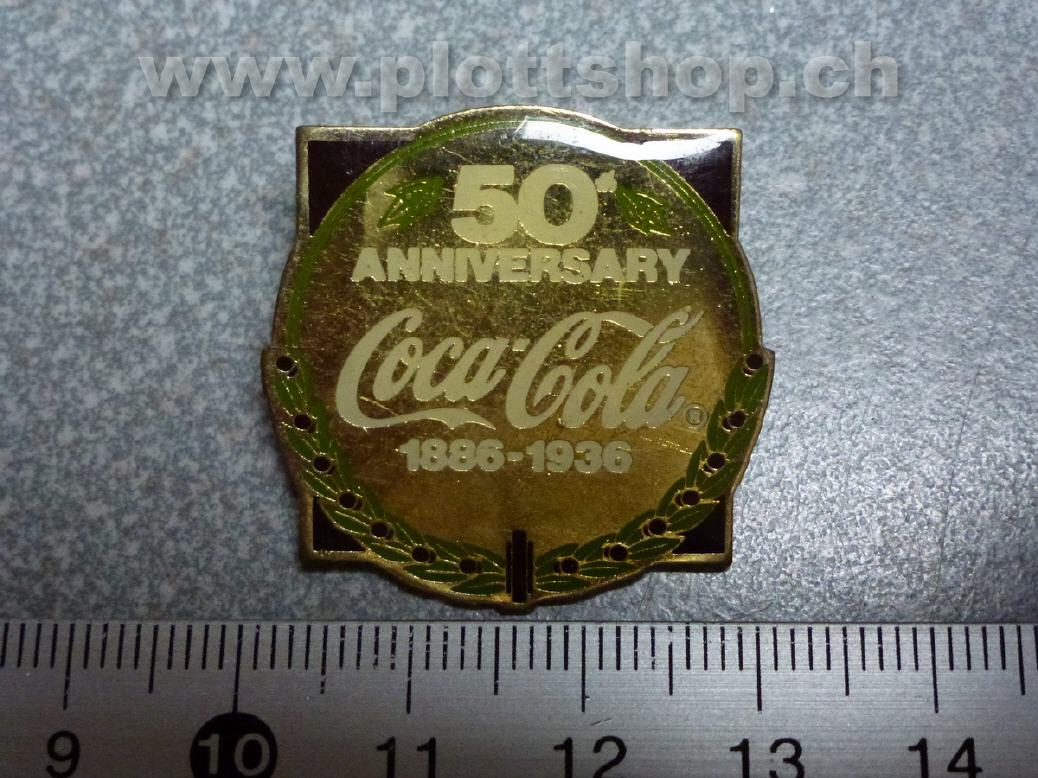 www.plottshop.ch
50
ANNIVERSARY
Coca-Cola ®
1886-1936
9 10 11 12 13 14